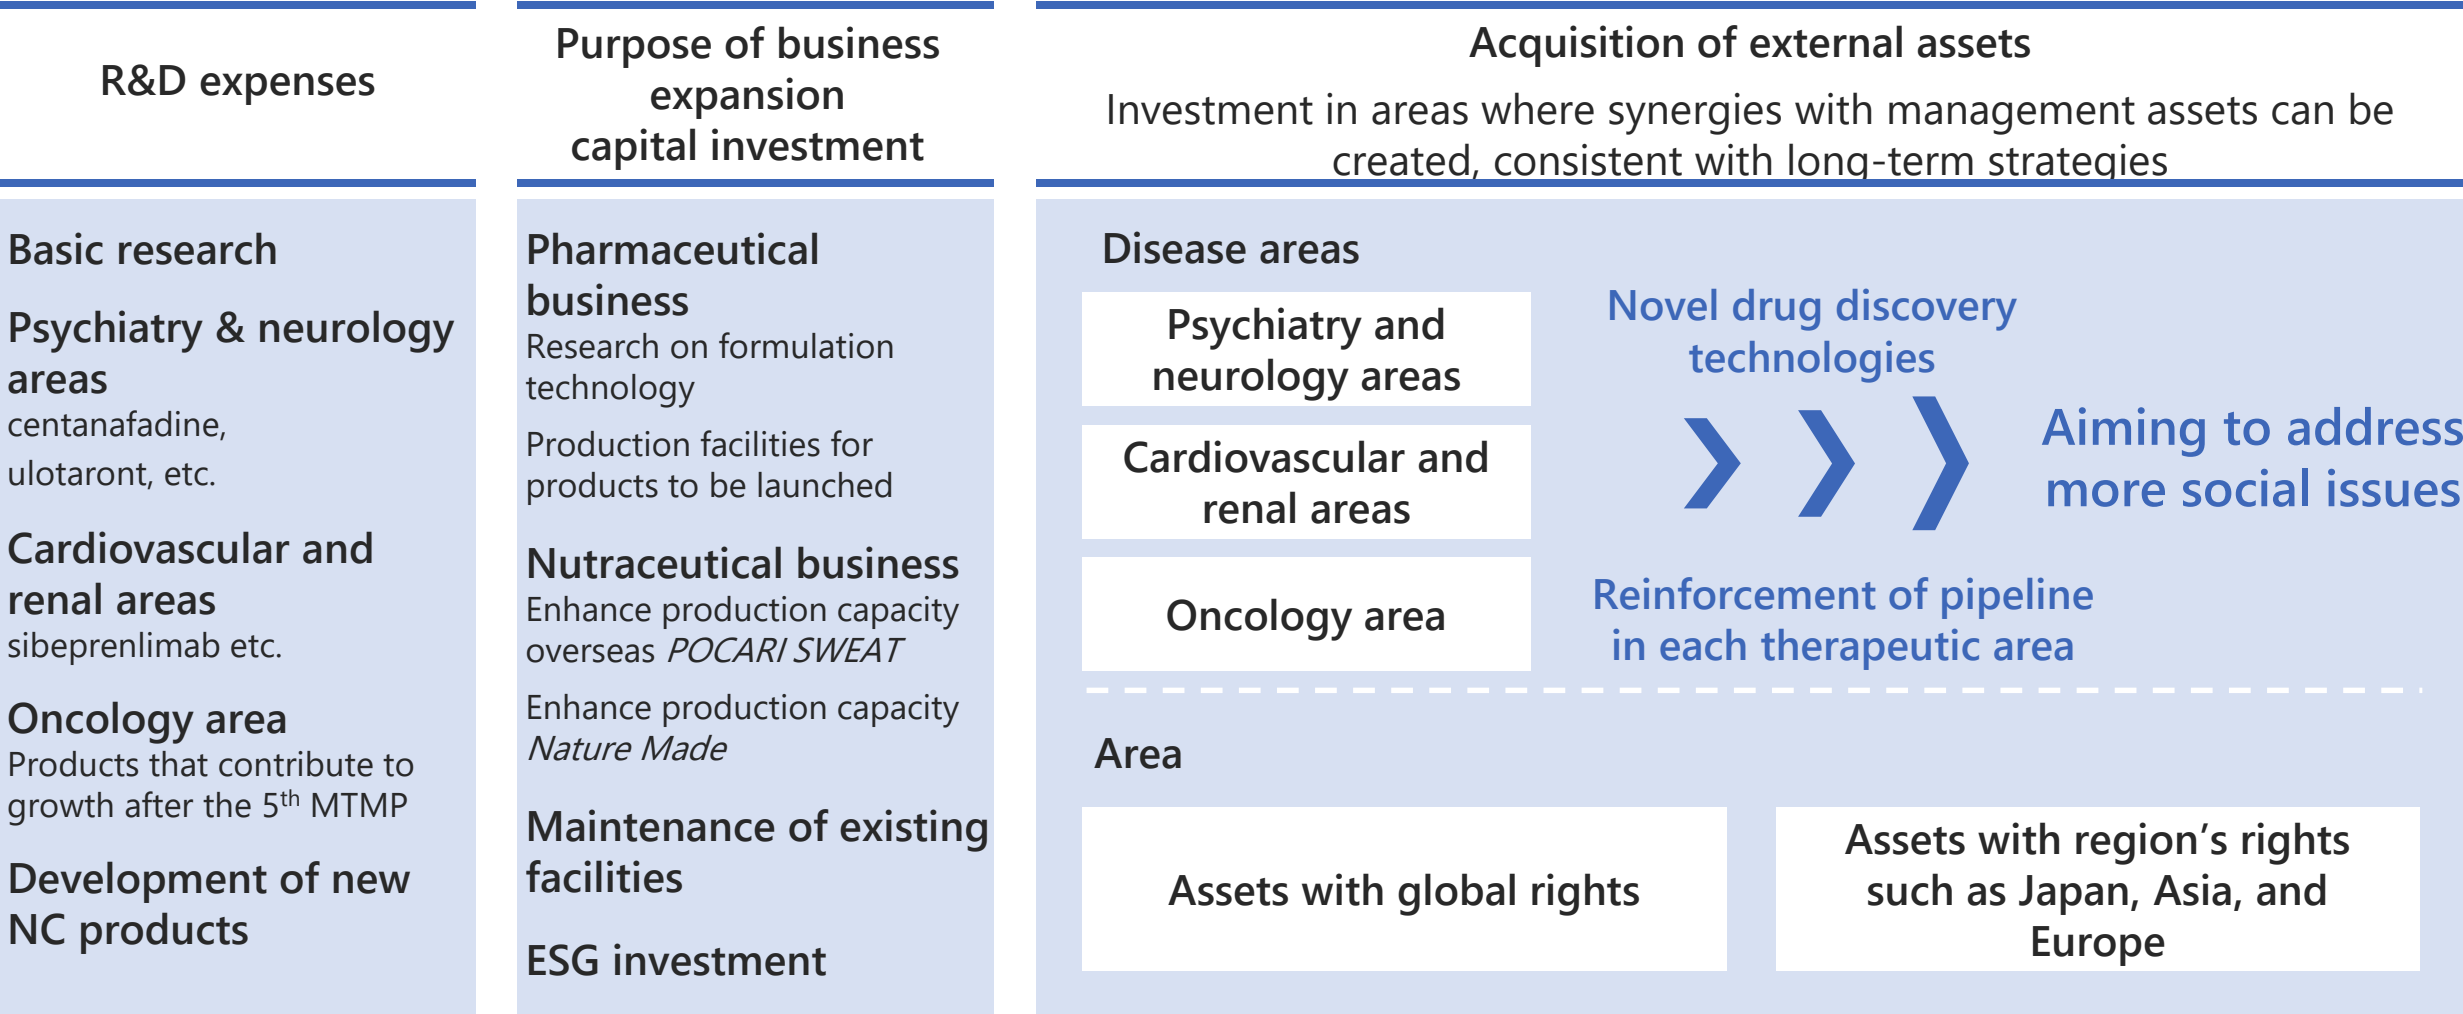 R&D expenses
Basic research
Psychiatry & neurology
areas
centanafadine,
ulotaront, etc.
Cardiovascular and
renal areas
sibeprenlimab etc.
Oncology area
Products that contribute to
growth after the 5th MTMP
Development of new
NC products
Purpose of business
expansion
capital investment
Pharmaceutical
business
Research on formulation
technology
Production facilities for
products to be launched
Nutraceutical business
Enhance production capacity
overseas POCARI SWEAT
Enhance production capacity
Nature Made
Maintenance of existing
facilities
ESG investment
Acquisition of external assets
Investment in areas where synergies with management assets can be
created, consistent with long-term strategies
Disease areas
Psychiatry and
neurology areas
Cardiovascular and
renal areas
Oncology area
Novel drug discovery
technologies
Aiming to address
more social issues
Reinforcement of pipeline
in each therapeutic area
Area
Assets with global rights
Assets with region’s rights
such as Japan, Asia, and
Europe